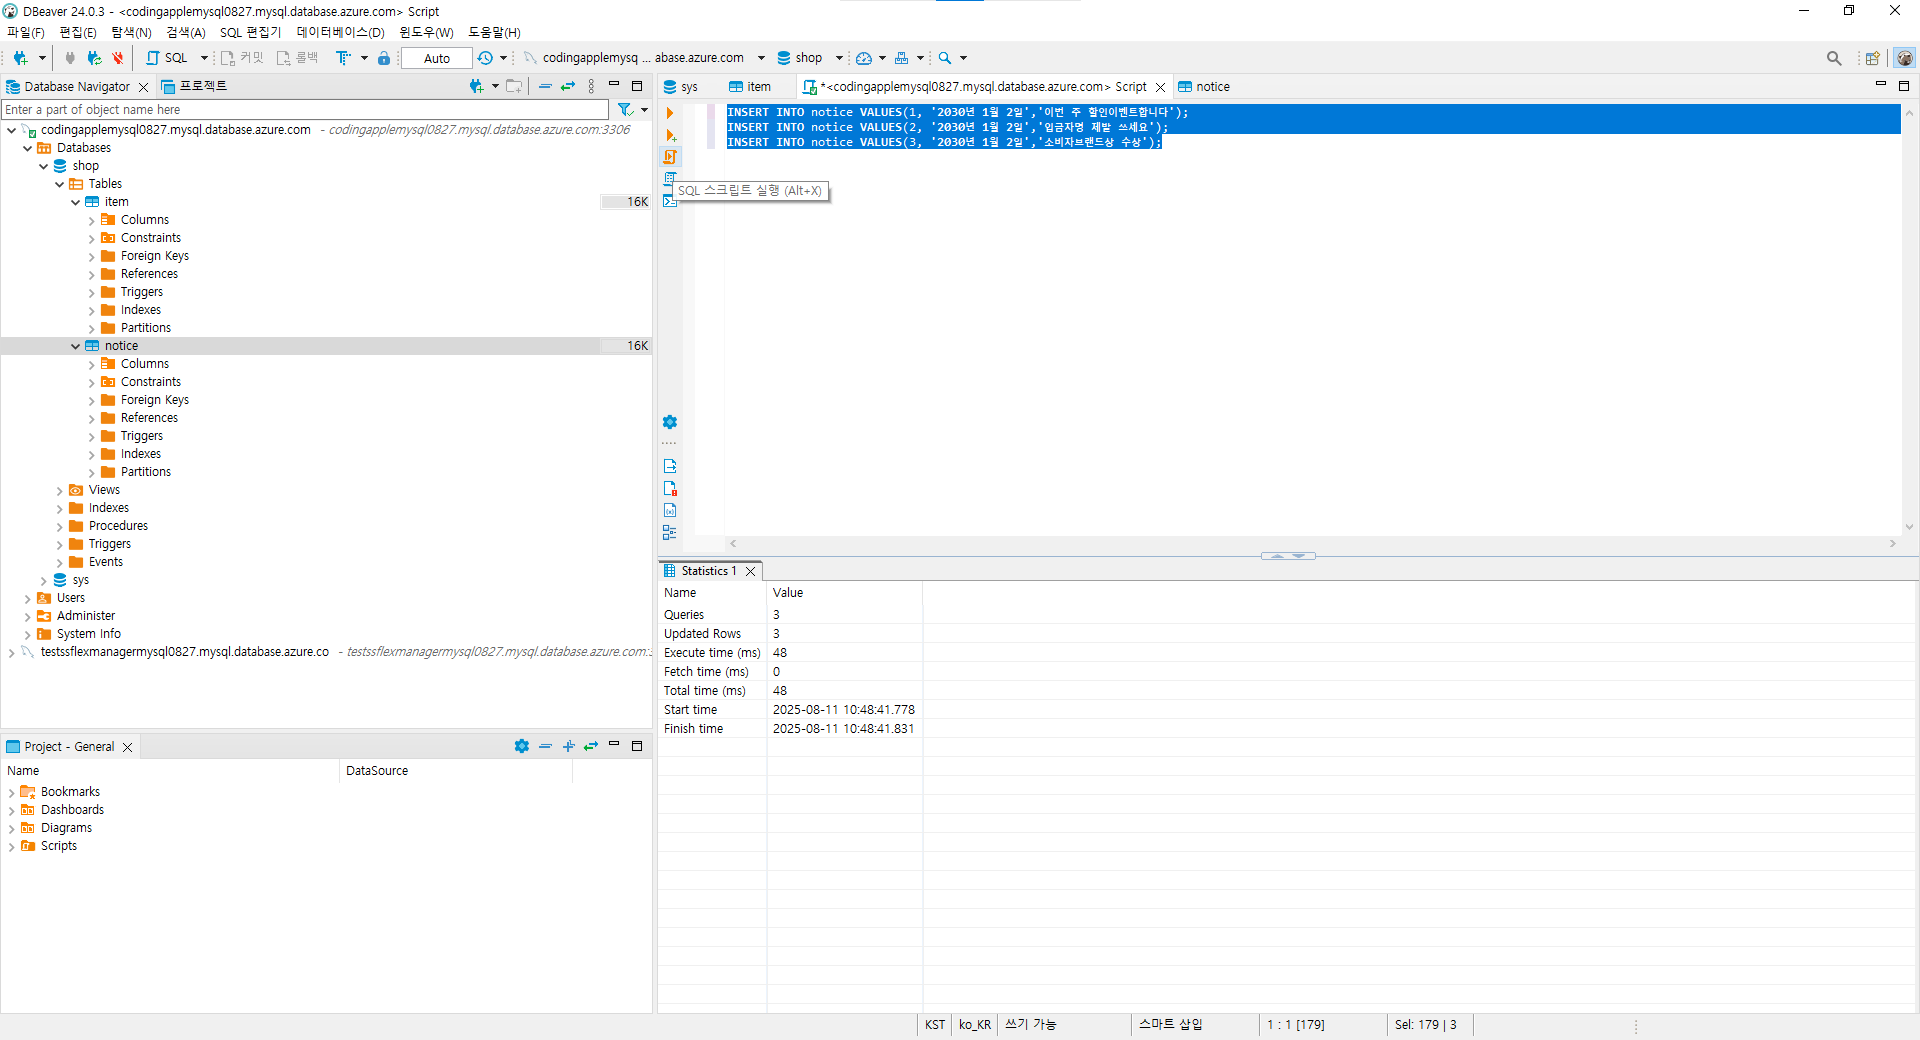 DBeaver 24.0.3 - <codingapplemysql0827.mysql.database.azure.com> Script
파일(F) 편집(E) 탐색(N) 검색(A) SQL 편집기 데이터베이스(D) 윈도우(W) 도움말(H)
SQL 커밋 롤백 Auto codingapplemysq ... abase.azure.com shop
Database Navigator 프로젝트
Enter a part of object name here
codingapplemysql0827.mysql.database.azure.com - codingapplemysql0827.mysql.database.azure.com:3306
Databases
shop
Tables
item 16K
Columns
Constraints
Foreign Keys
References
Triggers
Indexes
Partitions
notice 16K
Columns
Constraints
Foreign Keys
References
Triggers
Indexes
Partitions
Views
Indexes
Procedures
Triggers
Events
sys
Users
Administer
System Info
testssflexmanagermysql0827.mysql.database.azure.co - testssflexmanagermysql0827.mysql.database.azure.com:3
Project - General
Name DataSource
Bookmarks
Dashboards
Diagrams
Scripts
sys item *<codingapplemysql0827.mysql.database.azure.com> Script notice
INSERT INTO notice VALUES(1, '2030년 1월 2일','이번 주 할인이벤트합니다');
INSERT INTO notice VALUES(2, '2030년 1월 2일','입금자명 제발 쓰세요');
INSERT INTO notice VALUES(3, '2030년 1월 2일','소비자브랜드상 수상');
SQL 스크립트 실행 (Alt+X)
Statistics 1
Name Value
Queries 3
Updated Rows 3
Execute time (ms) 48
Fetch time (ms) 0
Total time (ms) 48
Start time 2025-08-11 10:48:41.778
Finish time 2025-08-11 10:48:41.831
KST ko_KR 쓰기 가능 스마트 삽입 1 : 1 [179] Sel: 179 | 3